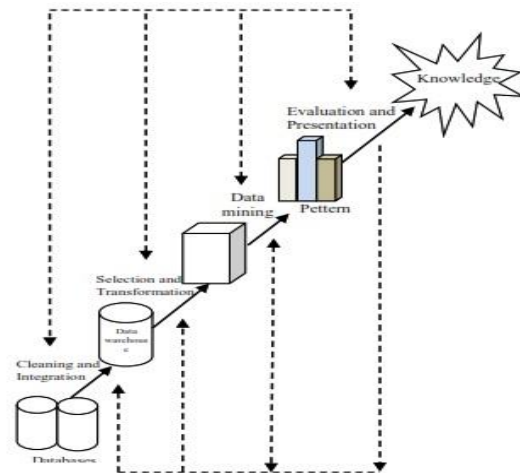 Knowledge
Evaluation and
Presentation
Data
mining
Pettern
Selection and
Transformation
Data
warehous
e
Cleaning and
Integration
Databases